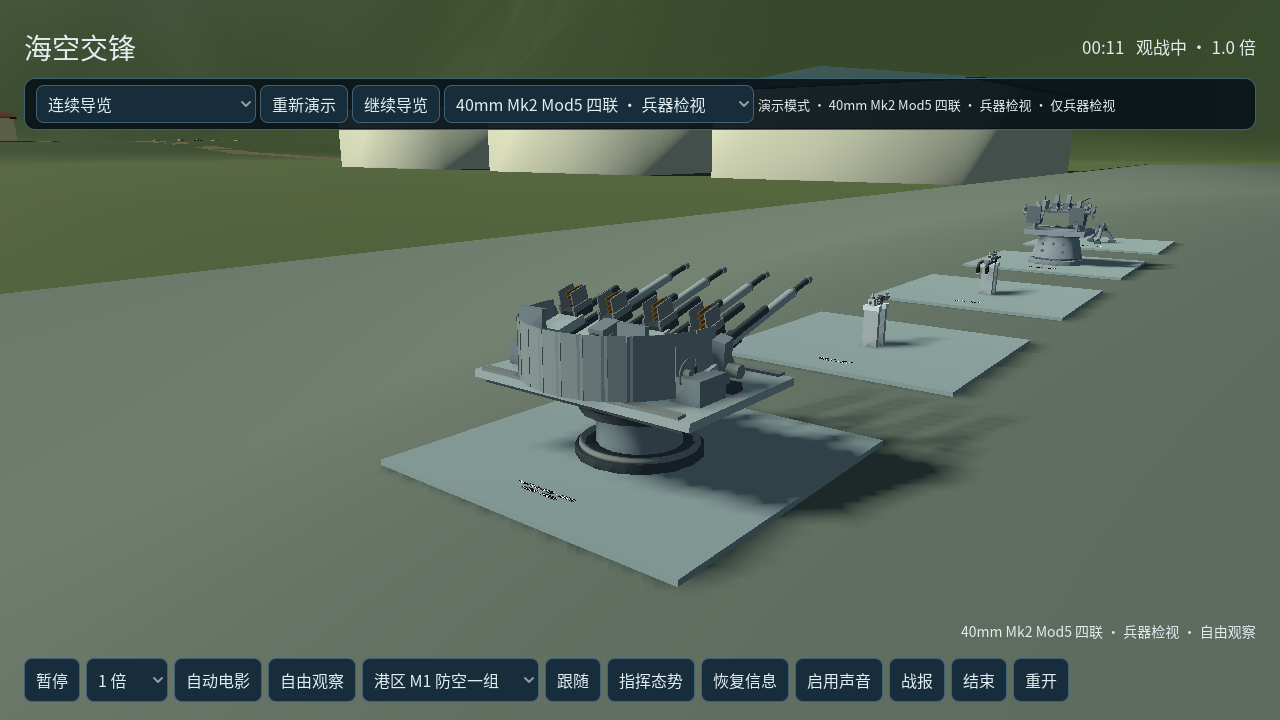 海空交锋
00:11 观战中 · 1.0 倍
连续导览
重新演示
继续导览
40mm Mk2 Mod5 四联 · 兵器检视
演示模式 · 40mm Mk2 Mod5 四联 · 兵器检视 · 仅兵器检视
40mm Mk2 Mod5 四联 · 兵器检视 · 自由观察
暂停
1 倍
自动电影
自由观察
港区 M1 防空一组
跟随
指挥态势
恢复信息
启用声音
战报
结束
重开